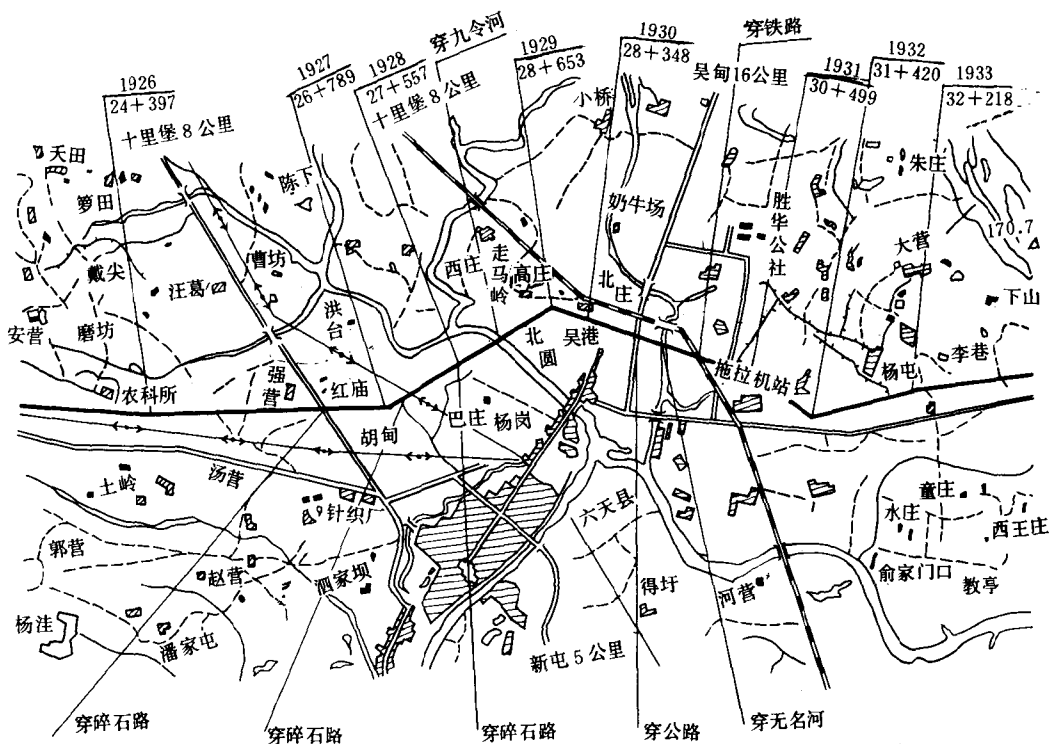 穿九令河
1930
28+348
穿铁路
1926
24+397
1927
26+789
1928
27+557
1929
28+653
吴甸16公里
1931
30+499
1932
31+420
1933
32+218
十里堡8公里
十里堡8公里
小桥
天田
箩田
陈下
奶牛场
胜华公社
朱庄
170.7
戴尖
曹坊
西庄
走马岭
高庄
北庄
大营
下山
汪葛
洪台
安营
磨坊
北圆
吴港
李巷
杨屯
拖拉机站
农科所
强营
红庙
胡甸
巴庄
杨岗
汤营
土岭
针织厂
六天县
童庄
水庄
西王庄
郭营
赵营
泗家坝
得圩
河营
俞家门口
教亭
杨洼
潘家屯
新屯5公里
穿碎石路
穿碎石路
穿碎石路
穿公路
穿无名河